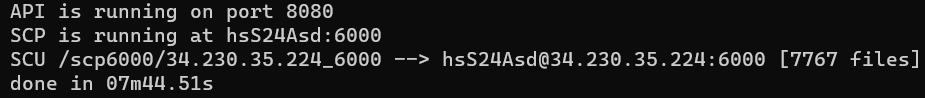 API is running on port 8080
SCP is running at hsS24Asd:6000
SCU /scp6000/34.230.35.224_6000 --> hsS24Asd@34.230.35.224:6000 [7767 files]
done in 07m44.51s